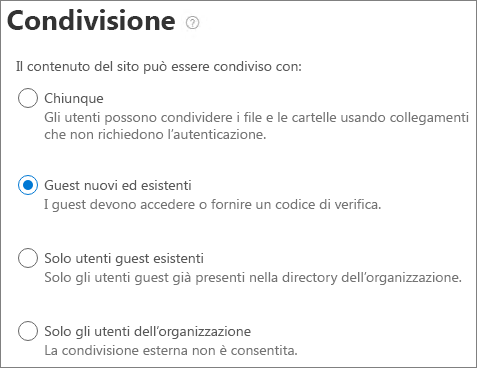 Condivisione
Il contenuto del sito può essere condiviso con:
Chiunque
Gli utenti possono condividere i file e le cartelle usando collegamenti
che non richiedono l'autenticazione.
Guest nuovi ed esistenti
I guest devono accedere o fornire un codice di verifica.
Solo utenti guest esistenti
Solo gli utenti guest già presenti nella directory dell'organizzazione.
Solo gli utenti dell'organizzazione
La condivisione esterna non è consentita.